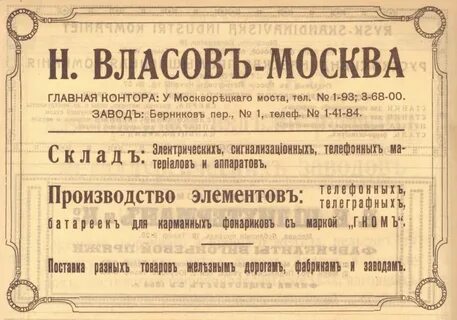 Н. ВЛАСОВЪ-МОСКВА
ГЛАВНАЯ КОНТОРА: У Москворѣцкаго моста, тел. № 1-93; 3-68-00.
ЗАВОДЪ: Берниковъ пер., № 1, телеф. № 1-41-84.
Складъ: Электрическихъ, сигнализаціонныхъ, телефонныхъ ма-
теріаловъ и аппаратовъ.
Производство элементовъ: телефонныхъ,
телеграфныхъ,
батареекъ для карманныхъ фонариковъ съ маркой „ГНОМЪ".
Поставка разныхъ товаровъ желѣзнымъ дорогамъ, фабрикамъ и заводамъ.